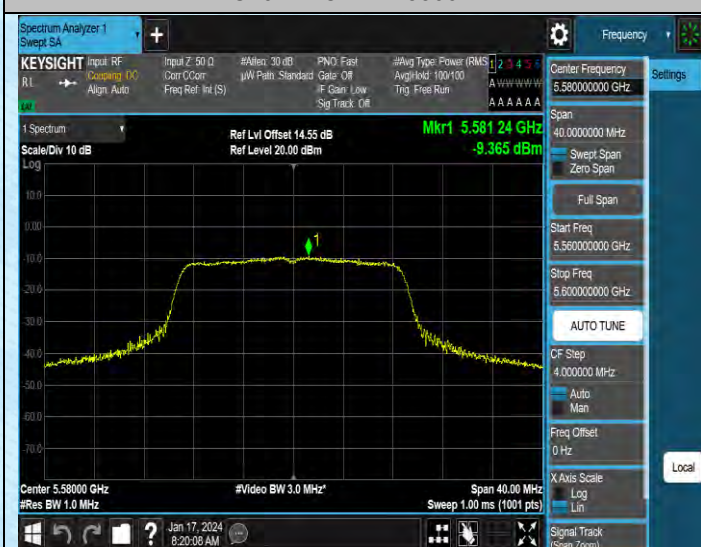 Spectrum Analyzer 1
Swept SA
+
Frequency
KEYSIGHT
RL
Input: RF
Coupling: DC
Align: Auto
Input Z: 50 Ω
Corr CCorr
Freq Ref: Int (S)
#Atten: 30 dB
µW Path: Standard
PNO: Fast
Gate: Off
IF Gain: Low
Sig Track: Off
#Avg Type: Power (RMS
Avg|Hold: 100/100
Trig: Free Run
1 2 3 4 5 6
A W W W W W
A A A A A A
1 Spectrum
Scale/Div 10 dB
Log
Ref Lvl Offset 14.55 dB
Ref Level 20.00 dBm
Mkr1 5.581 24 GHz
-9.365 dBm
10.0
0.00
-10.0
-20.0
-30.0
-40.0
-50.0
-60.0
-70.0
1
Center 5.58000 GHz
#Video BW 3.0 MHz*
Span 40.00 MHz
#Res BW 1.0 MHz
Sweep 1.00 ms (1001 pts)
?
Jan 17, 2024
8:20:08 AM
Center Frequency
5.580000000 GHz
Settings
Span
40.0000000 MHz
Swept Span
Zero Span
Full Span
Start Freq
5.560000000 GHz
Stop Freq
5.600000000 GHz
AUTO TUNE
CF Step
4.000000 MHz
Auto
Man
Freq Offset
0 Hz
X Axis Scale
Log
Lin
Local
Signal Track
(Span Zoom)